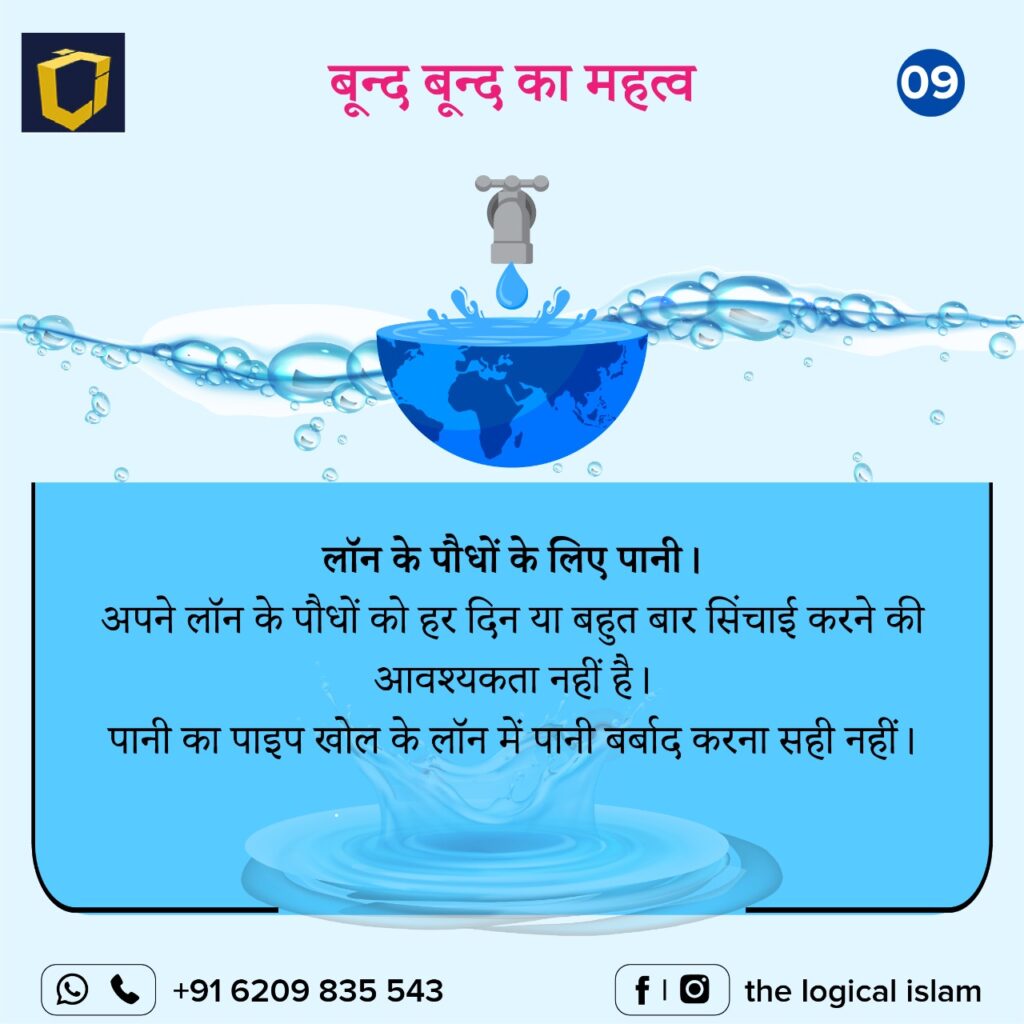 बून्द बून्द का महत्व
09
लॉन के पौधों के लिए पानी।
अपने लॉन के पौधों को हर दिन या बहुत बार सिंचाई करने की
आवश्यकता नहीं है।
पानी का पाइप खोल के लॉन में पानी बर्बाद करना सही नहीं।
+91 6209 835 543
the logical islam